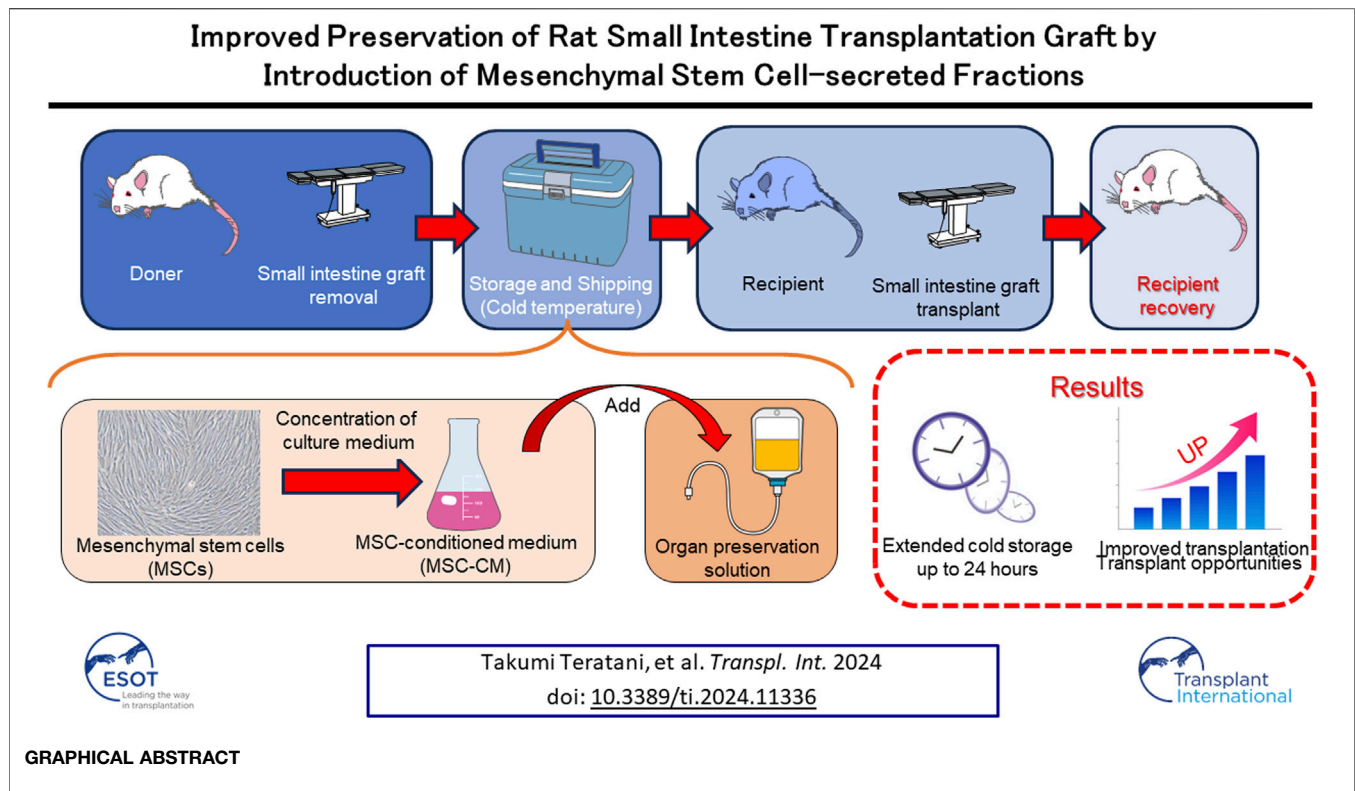 Improved Preservation of Rat Small Intestine Transplantation Graft by
Introduction of Mesenchymal Stem Cell-secreted Fractions
Doner
Small intestine graft
removal
Storage and Shipping
(Cold temperature)
Recipient
Small intestine graft
transplant
Recipient
recovery
Mesenchymal stem cells
(MSCs)
Concentration of
culture medium
MSC-conditioned medium
(MSC-CM)
Add
Organ preservation
solution
Results
Extended cold storage
up to 24 hours
UP
Improved transplantation
Transplant opportunities
ESOT
Leading the way
in transplantation
Takumi Teratani, et al. Transpl. Int. 2024
doi: 10.3389/ti.2024.11336
Transplant
International
GRAPHICAL ABSTRACT